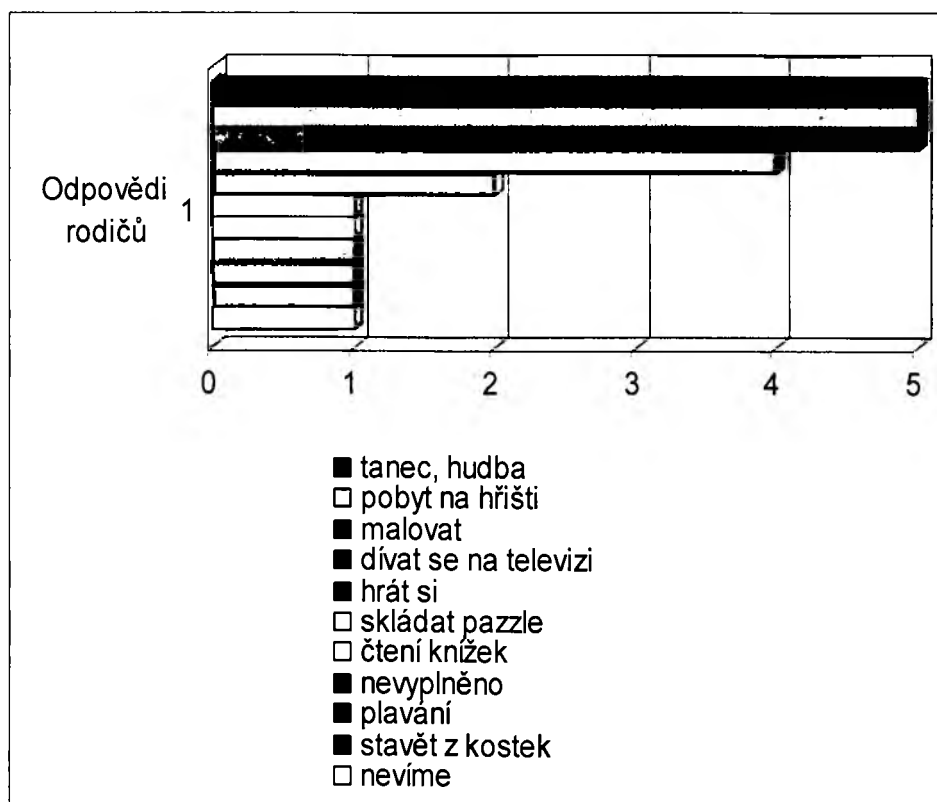 Odpovědi
rodičů
1
0 1 2 3 4 5
tanec, hudba
pobyt na hřišti
malovat
dívat se na televizi
hrát si
skládat pazzle
čtení knížek
nevyplněno
plavání
stavět z kostek
nevíme